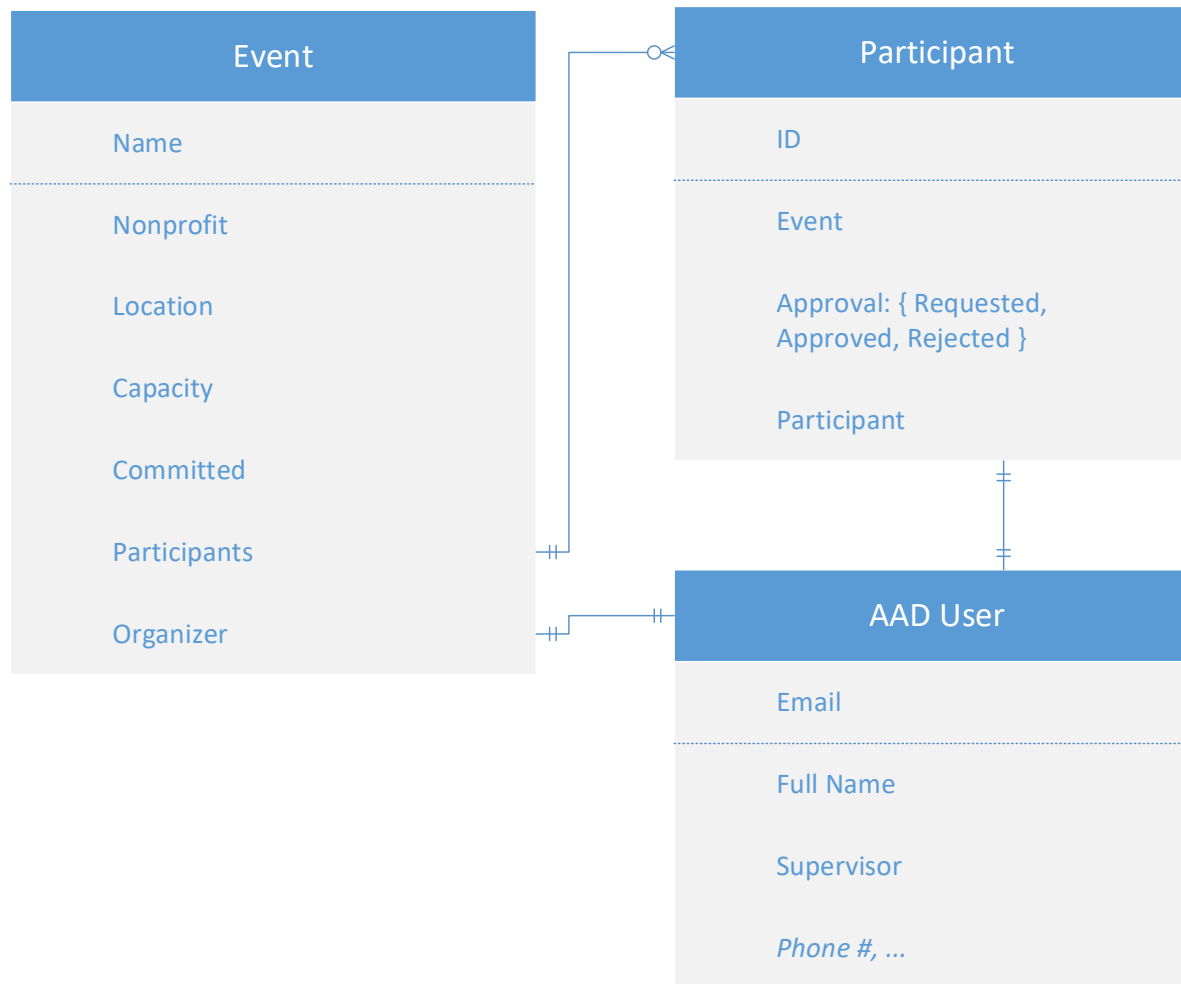 Event
Name
Nonprofit
Location
Capacity
Committed
Participants
Organizer
Participant
ID
Event
Approval: { Requested,
Approved, Rejected }
Participant
AAD User
Email
Full Name
Supervisor
Phone #, ...